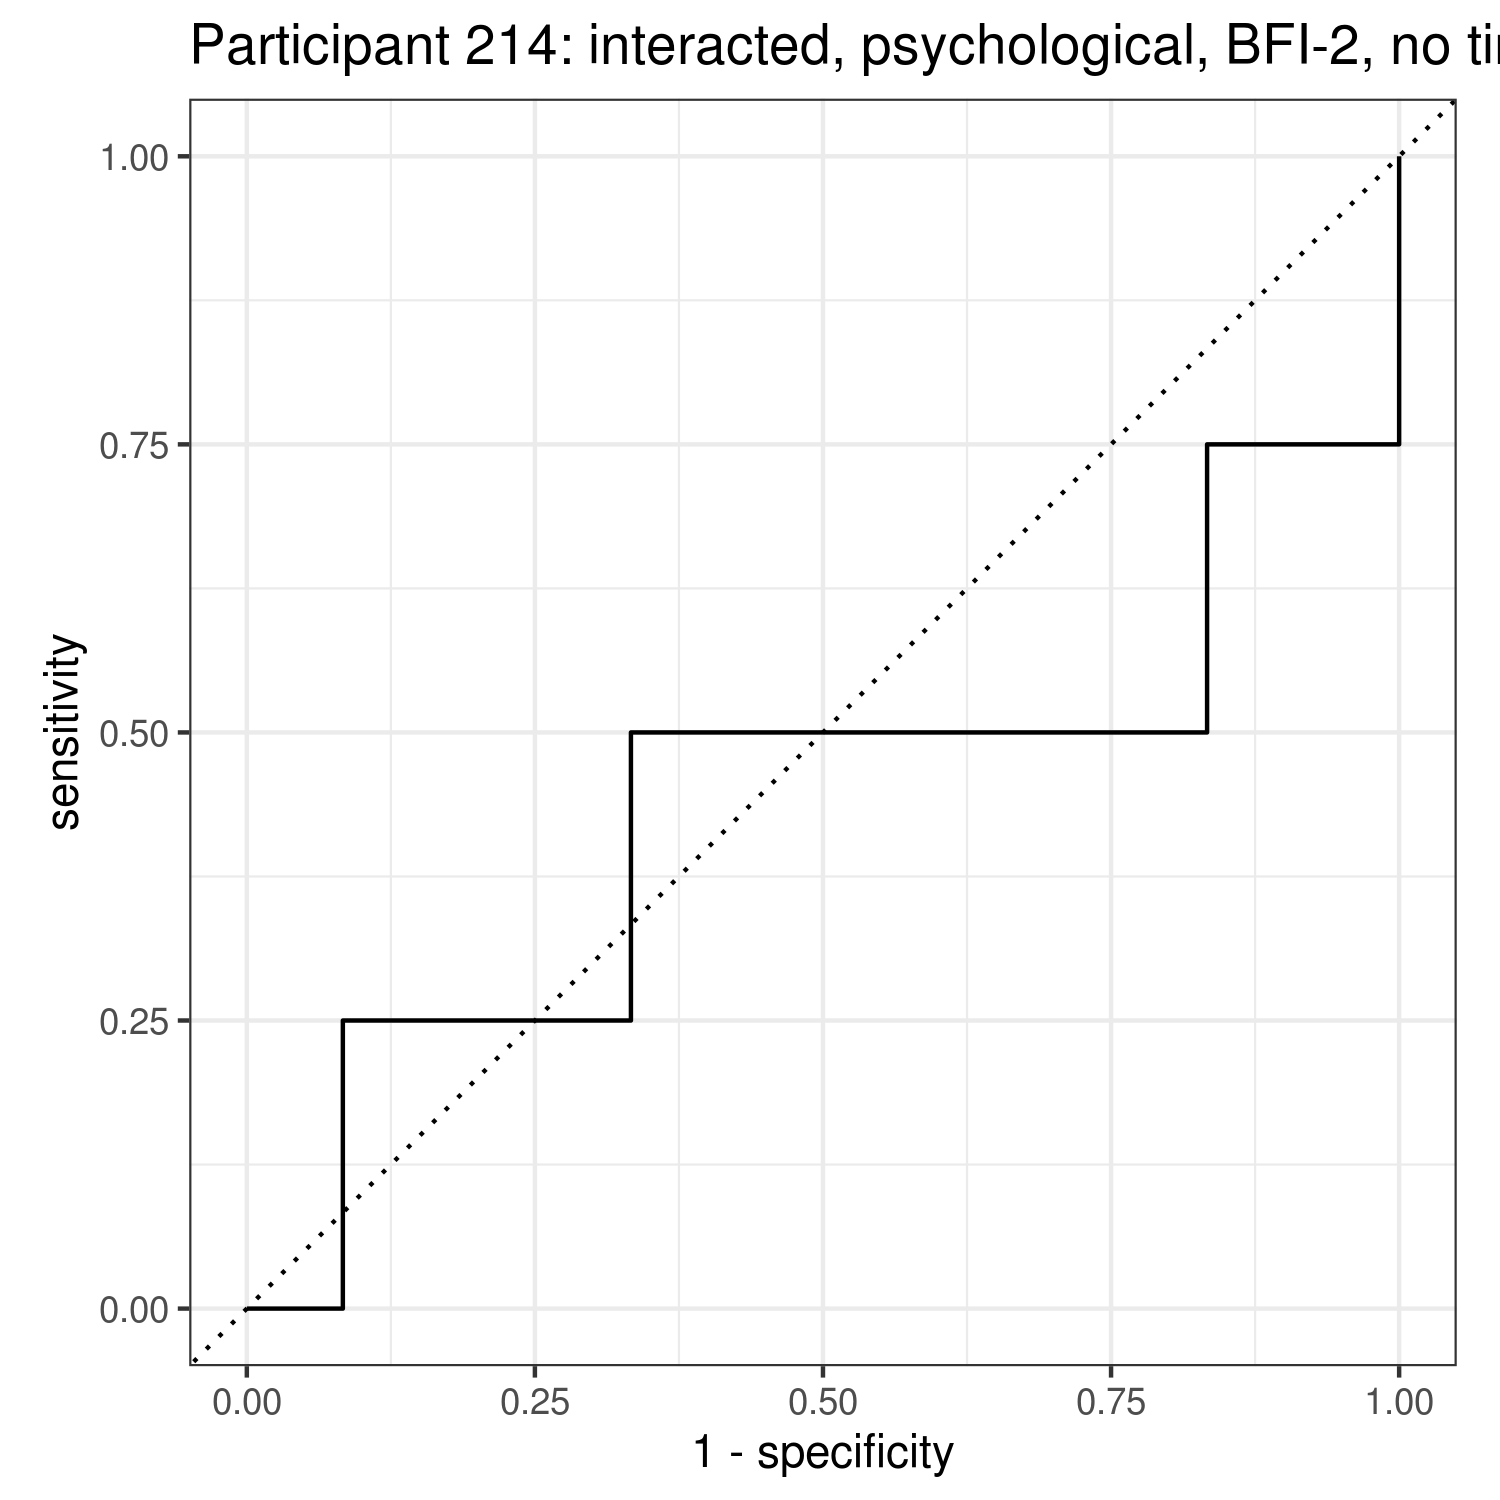 Participant 214: interacted, psychological, BFI-2, no
1.00
0.75
0.50
0.25
0.00
sensitivity
0.00 0.25 0.50 0.75 1.00
1 - specificity